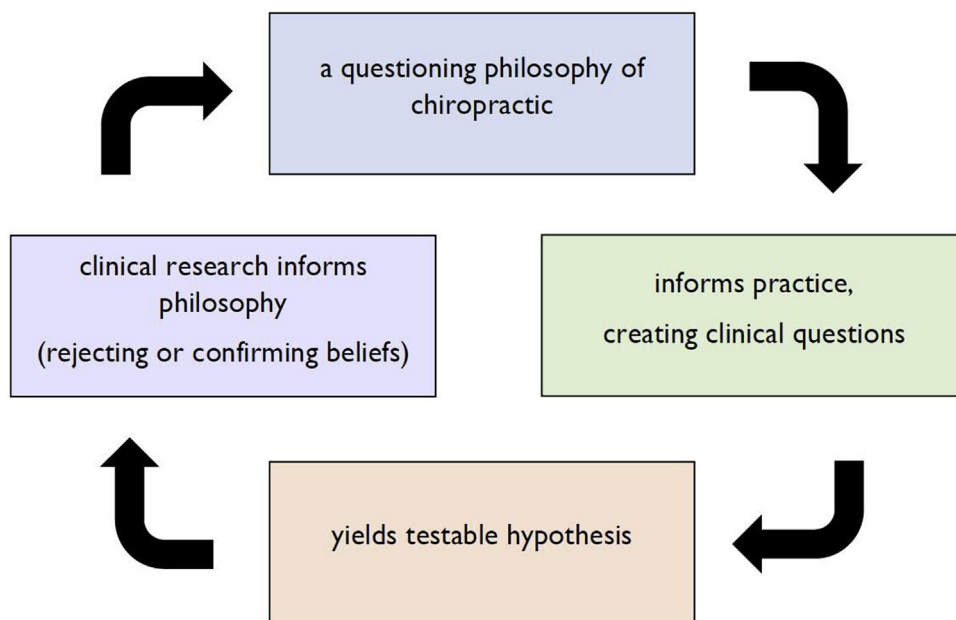 a questioning philosophy of
chiropractic
informs practice,
creating clinical questions
yields testable hypothesis
clinical research informs
philosophy
(rejecting or confirming beliefs)